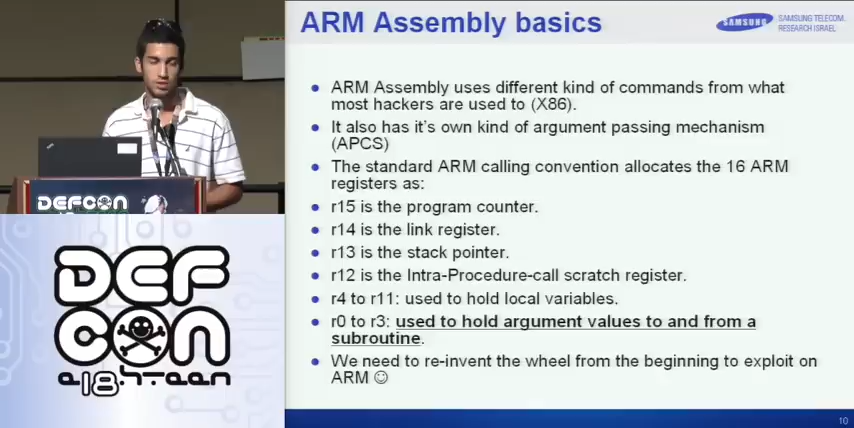 ARM Assembly basics
SAMSUNG
SAMSUNG TELECOM
RESEARCH ISRAEL
ARM Assembly uses different kind of commands from what
most hackers are used to (X86).
It also has it's own kind of argument passing mechanism
(APCS)
The standard ARM calling convention allocates the 16 ARM
registers as:
r15 is the program counter.
r14 is the link register.
r13 is the stack pointer.
r12 is the Intra-Procedure-call scratch register.
r4 to r11: used to hold local variables.
r0 to r3: used to hold argument values to and from a
subroutine.
We need to re-invent the wheel from the beginning to exploit on
ARM ☺
10
DEFCON
DEF
CON
e18hteen